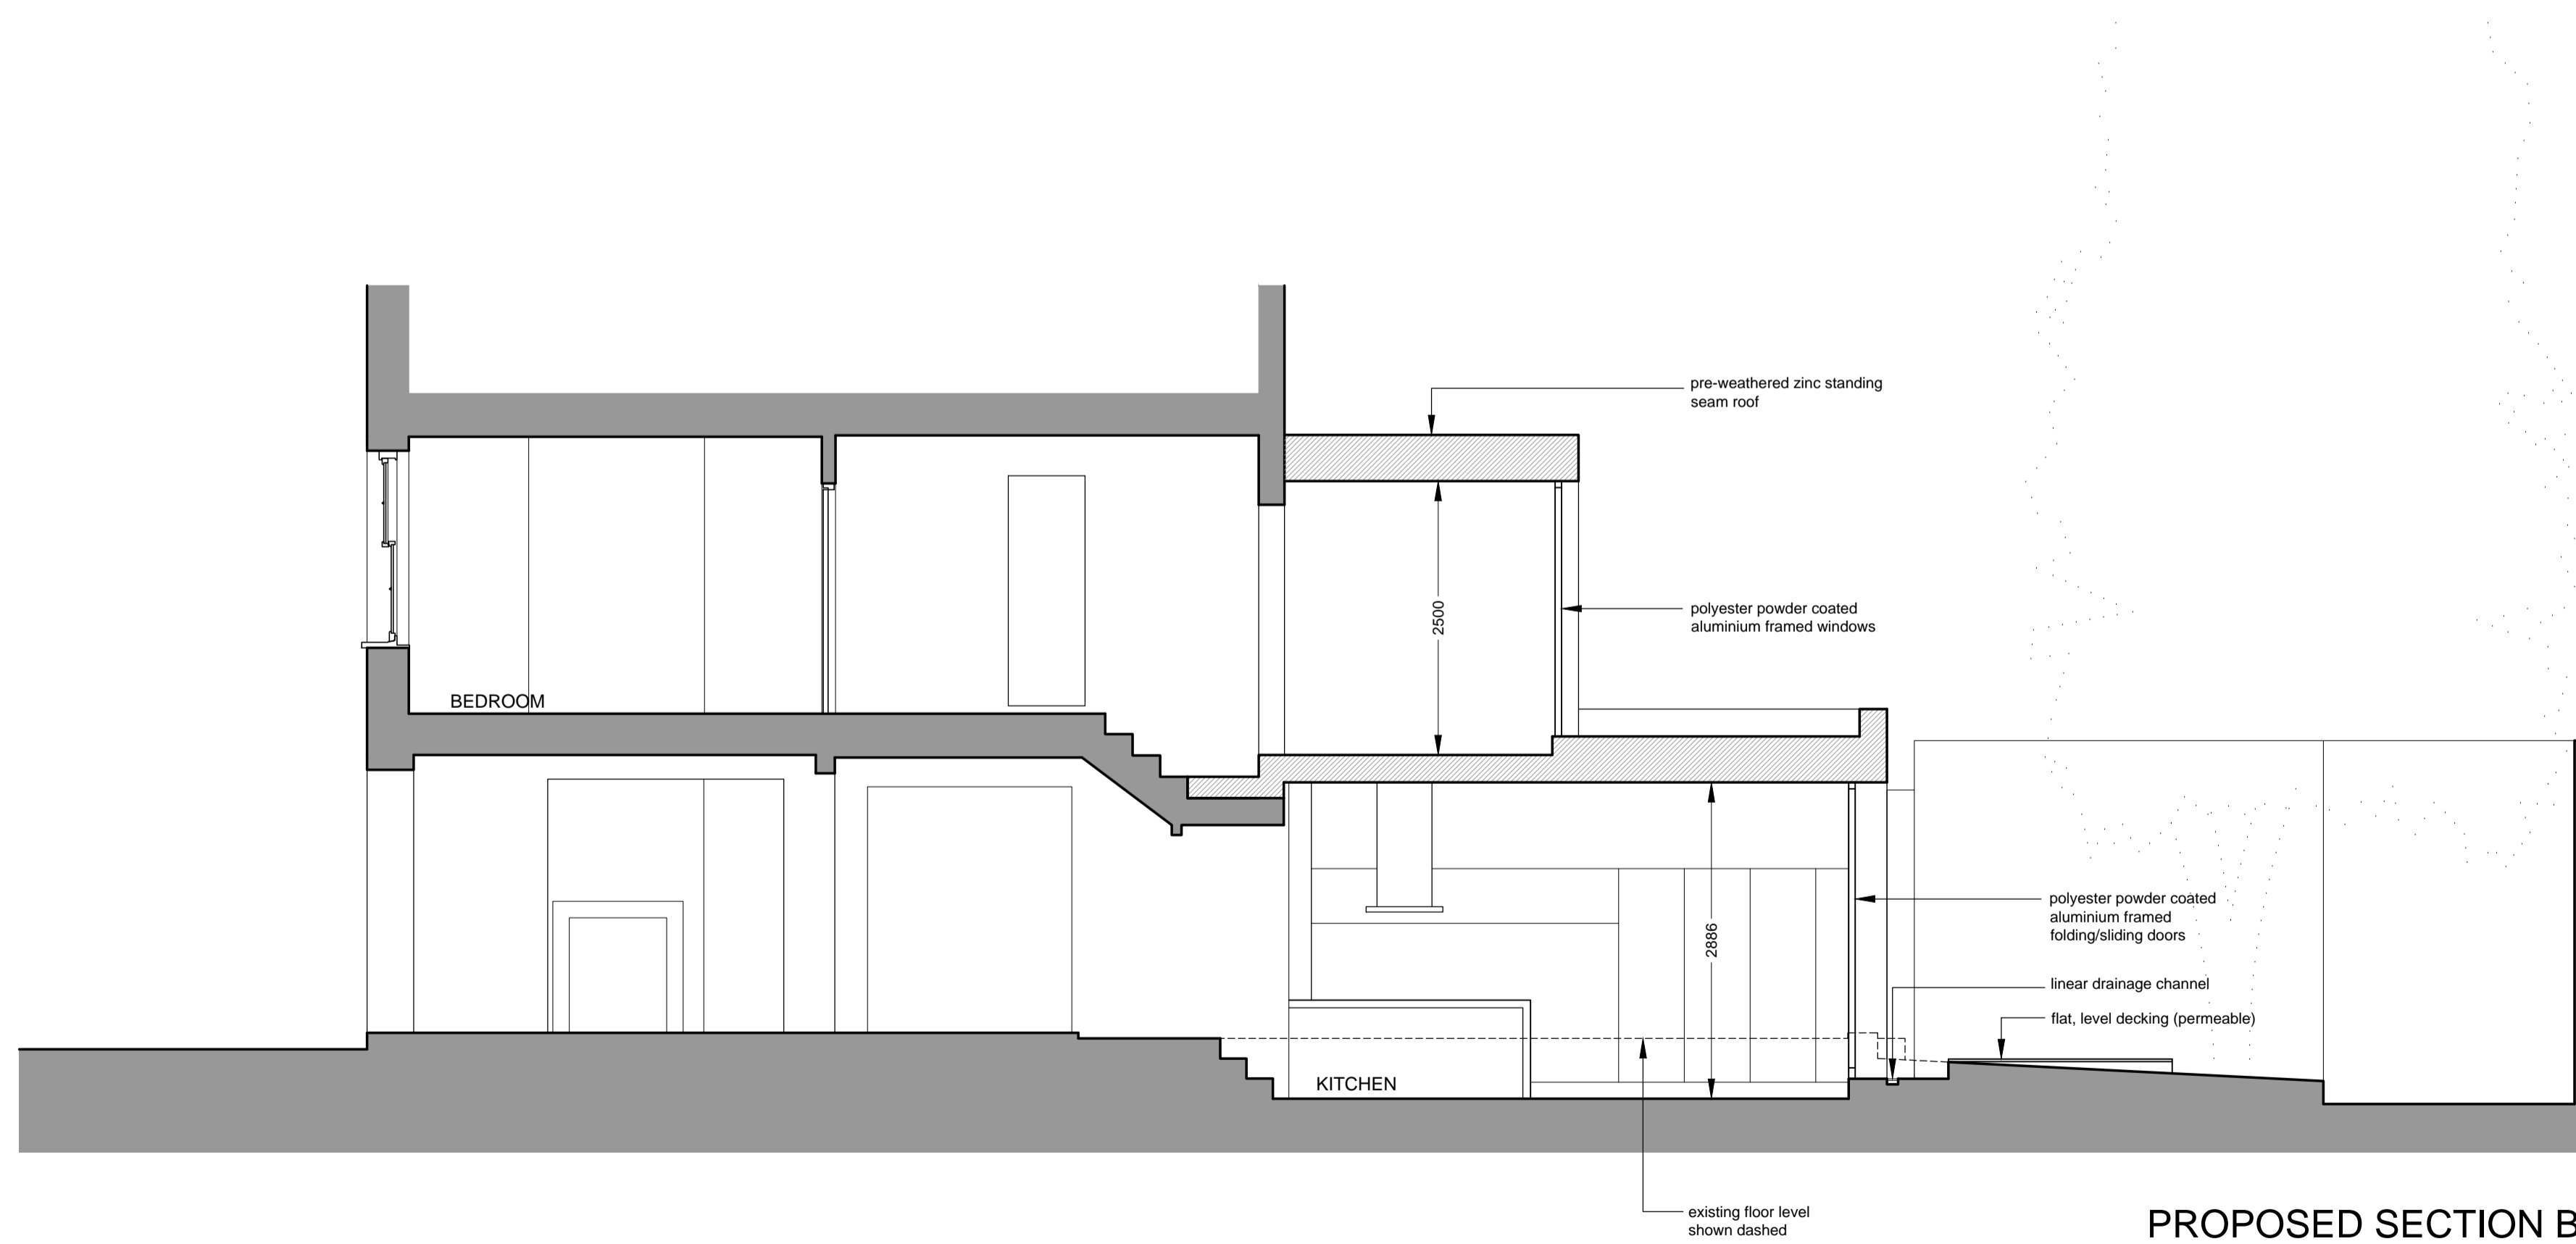 pre-weathered zinc standing
seam roof
2500
polyester powder coated
aluminium framed windows
BEDROOM
polyester powder coated
aluminium framed
folding/sliding doors
2886
linear drainage channel
flat, level decking (permeable)
KITCHEN
existing floor level
shown dashed
PROPOSED SECTION B